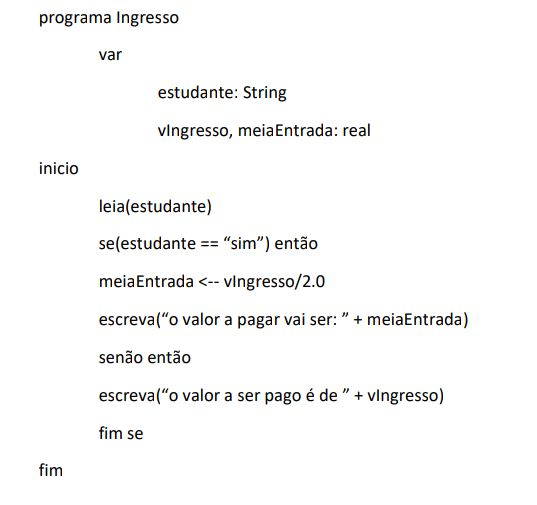 programa Ingresso
var
estudante: String
vIngresso, meiaEntrada: real
inicio
leia(estudante)
se(estudante == “sim”) então
meiaEntrada <-- vIngresso/2.0
escreva(“o valor a pagar vai ser: ” + meiaEntrada)
senão então
escreva(“o valor a ser pago é de ” + vIngresso)
fim se
fim